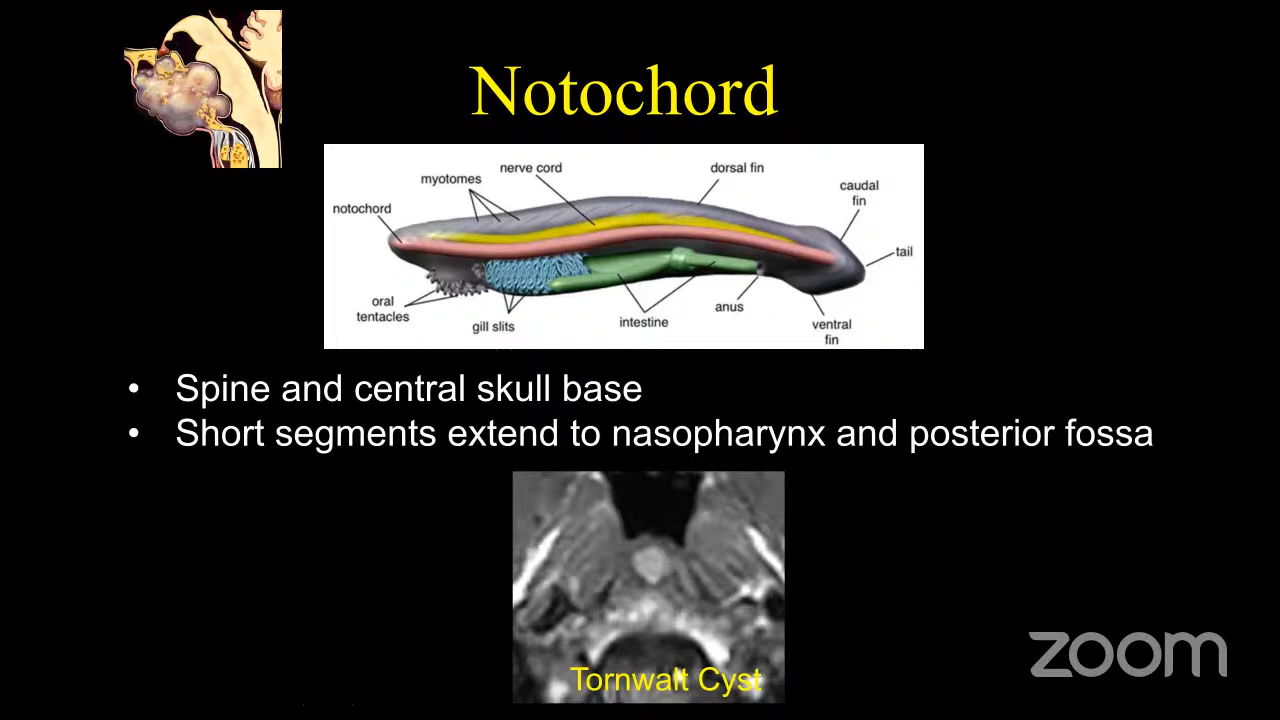 Notochord
nerve cord
dorsal fin
myotomes
caudal
fin
notochord
tail
oral
tentacles
gill slits
intestine
anus
ventral
fin
• Spine and central skull base
• Short segments extend to nasopharynx and posterior fossa
Tornwalt Cyst
zoom